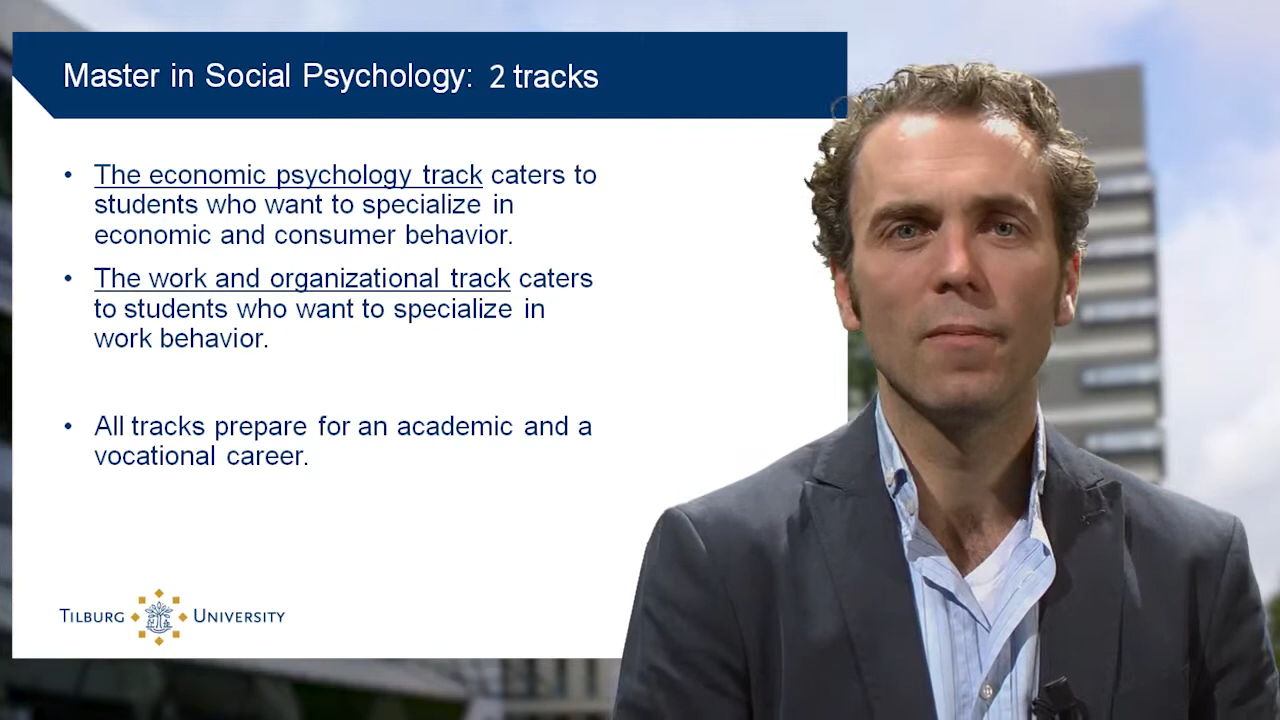 Master in Social Psychology: 2 tracks
• The economic psychology track caters to
students who want to specialize in
economic and consumer behavior.
• The work and organizational track caters
to students who want to specialize in
work behavior.
• All tracks prepare for an academic and a
vocational career.
TILBURG UNIVERSITY